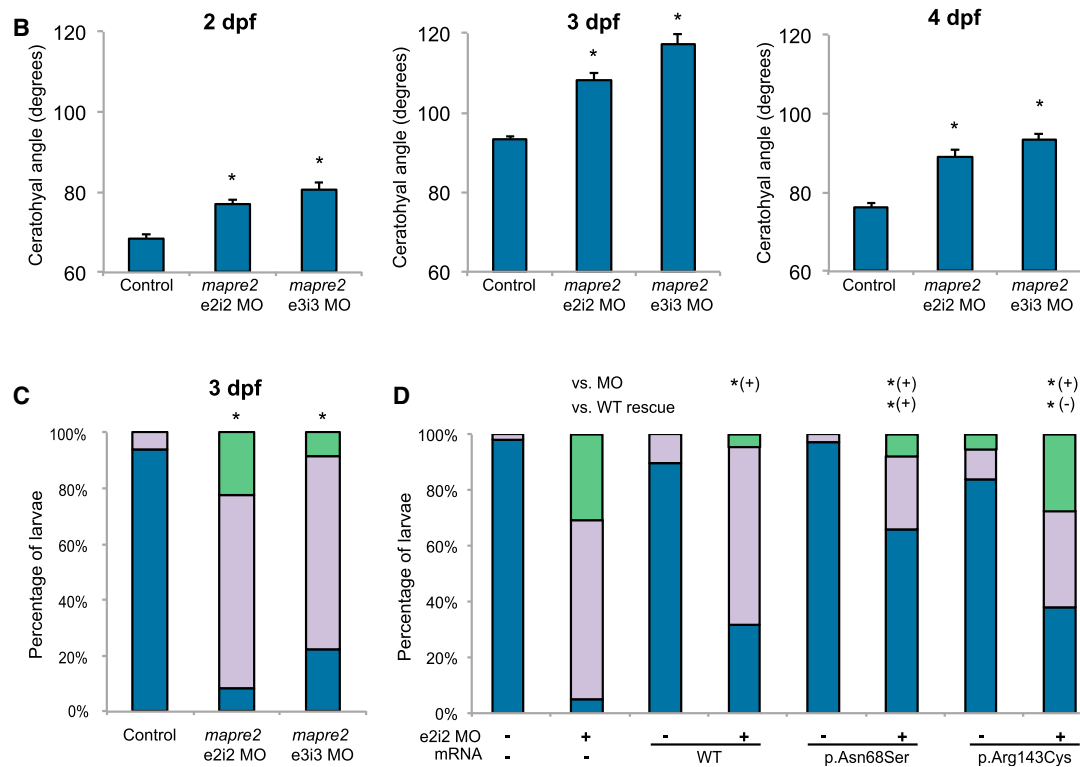 B
2 dpf
3 dpf
4 dpf
Ceratohyal angle (degrees)
120
100
80
60
*
*
Control
mapre2 e2i2 MO
mapre2 e3i3 MO
Ceratohyal angle (degrees)
120
100
80
60
*
*
Control
mapre2 e2i2 MO
mapre2 e3i3 MO
Ceratohyal angle (degrees)
120
100
80
60
*
*
Control
mapre2 e2i2 MO
mapre2 e3i3 MO
C
3 dpf
* *
Percentage of larvae
100%
80%
60%
40%
20%
0%
Control
mapre2 e2i2 MO
mapre2 e3i3 MO
D
vs. MO *(+) *(+) *(+)
vs. WT rescue *(+) *(-)
Percentage of larvae
100%
80%
60%
40%
20%
0%
e2i2 MO - + - + - + - +
mRNA - - WT p.Asn68Ser p.Arg143Cys